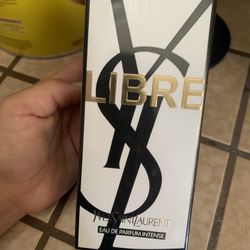 LIBRE
YVESSAINTLAURENT
EAU DE PARFUM INTENSE